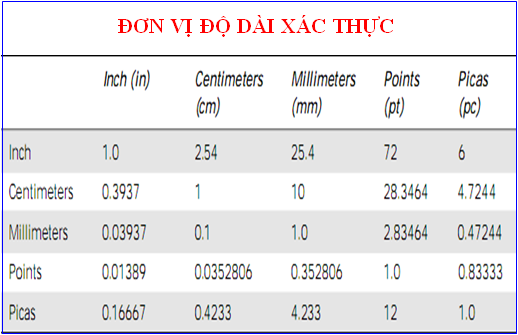 ĐƠN VỊ ĐỘ DÀI XÁC THỰC
Inch (in) Centimeters (cm) Millimeters (mm) Points (pt) Picas (pc)
Inch 1.0 2.54 25.4 72 6
Centimeters 0.3937 1 10 28.3464 4.7244
Millimeters 0.03937 0.1 1.0 2.83464 0.47244
Points 0.01389 0.0352806 0.352806 1.0 0.83333
Picas 0.16667 0.4233 4.233 12 1.0